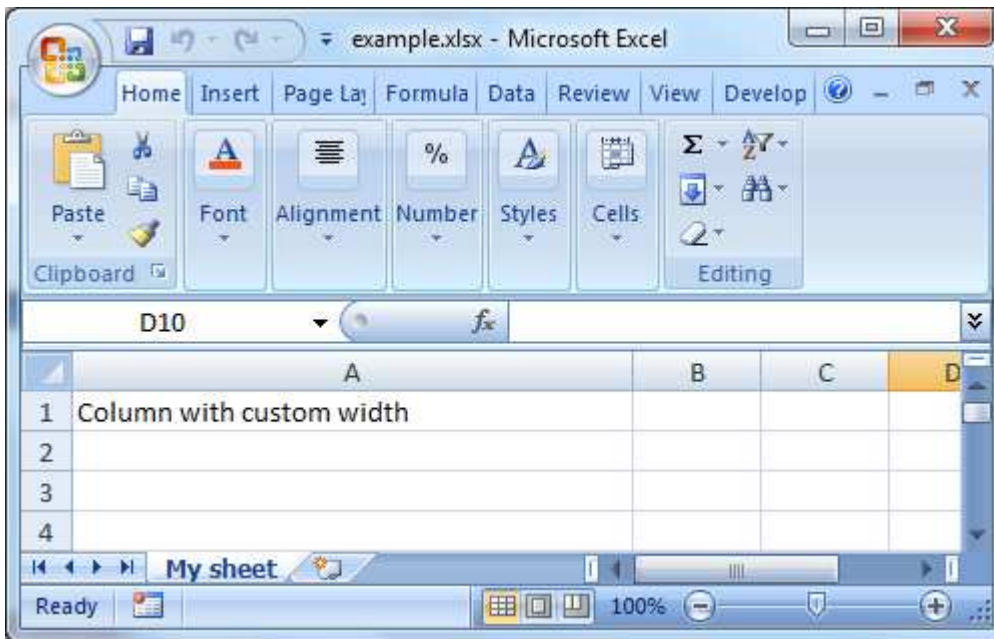 example.xlsx - Microsoft Excel
Home Insert Page Lay Formula Data Review View Develop
Paste Font Alignment Number Styles Cells
Clipboard Editing
D10 fx
A B C D
1 Column with custom width
2
3
4
My sheet
Ready 100%